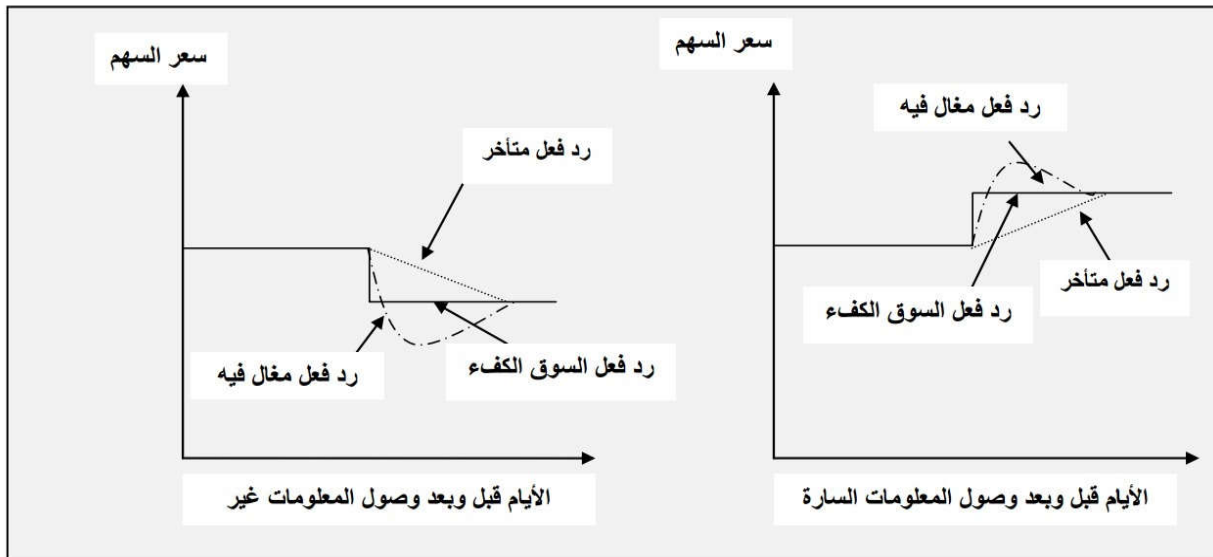 سعر السهم
رد فعل مغال فيه
رد فعل السوق الكفء
رد فعل متأخر
الأيام قبل وبعد وصول المعلومات السارة
سعر السهم
رد فعل متأخر
رد فعل مغال فيه
رد فعل السوق الكفء
الأيام قبل وبعد وصول المعلومات غير